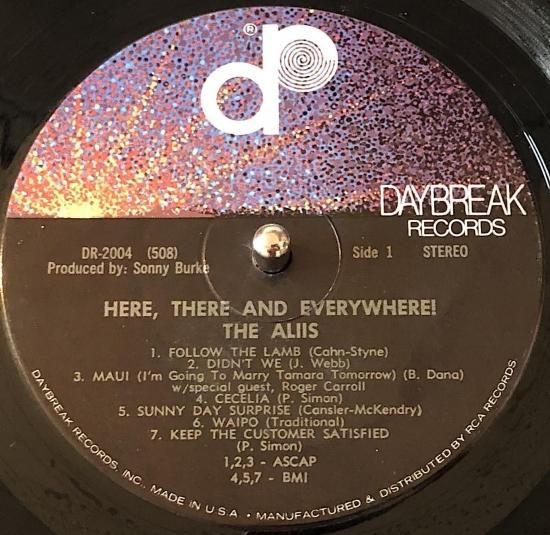 ®
dp
DAYBREAK
RECORDS
DR-2004 (508)
Produced by: Sonny Burke
Side 1 STEREO
HERE, THERE AND EVERYWHERE!
THE ALIIS
1. FOLLOW THE LAMB (Cahn-Styne)
2. DIDN'T WE (J. Webb)
3. MAUI (I'm Going To Marry Tamara Tomorrow) (B. Dana)
w/special guest, Roger Carroll
4. CECELIA (P. Simon)
5. SUNNY DAY SURPRISE (Cansler-McKendry)
6. WAIPO (Traditional)
7. KEEP THE CUSTOMER SATISFIED
(P. Simon)
1,2,3 - ASCAP
4,5,7 - BMI
DAYBREAK RECORDS, INC., MADE IN U.S.A. • MANUFACTURED & DISTRIBUTED BY RCA RECORDS